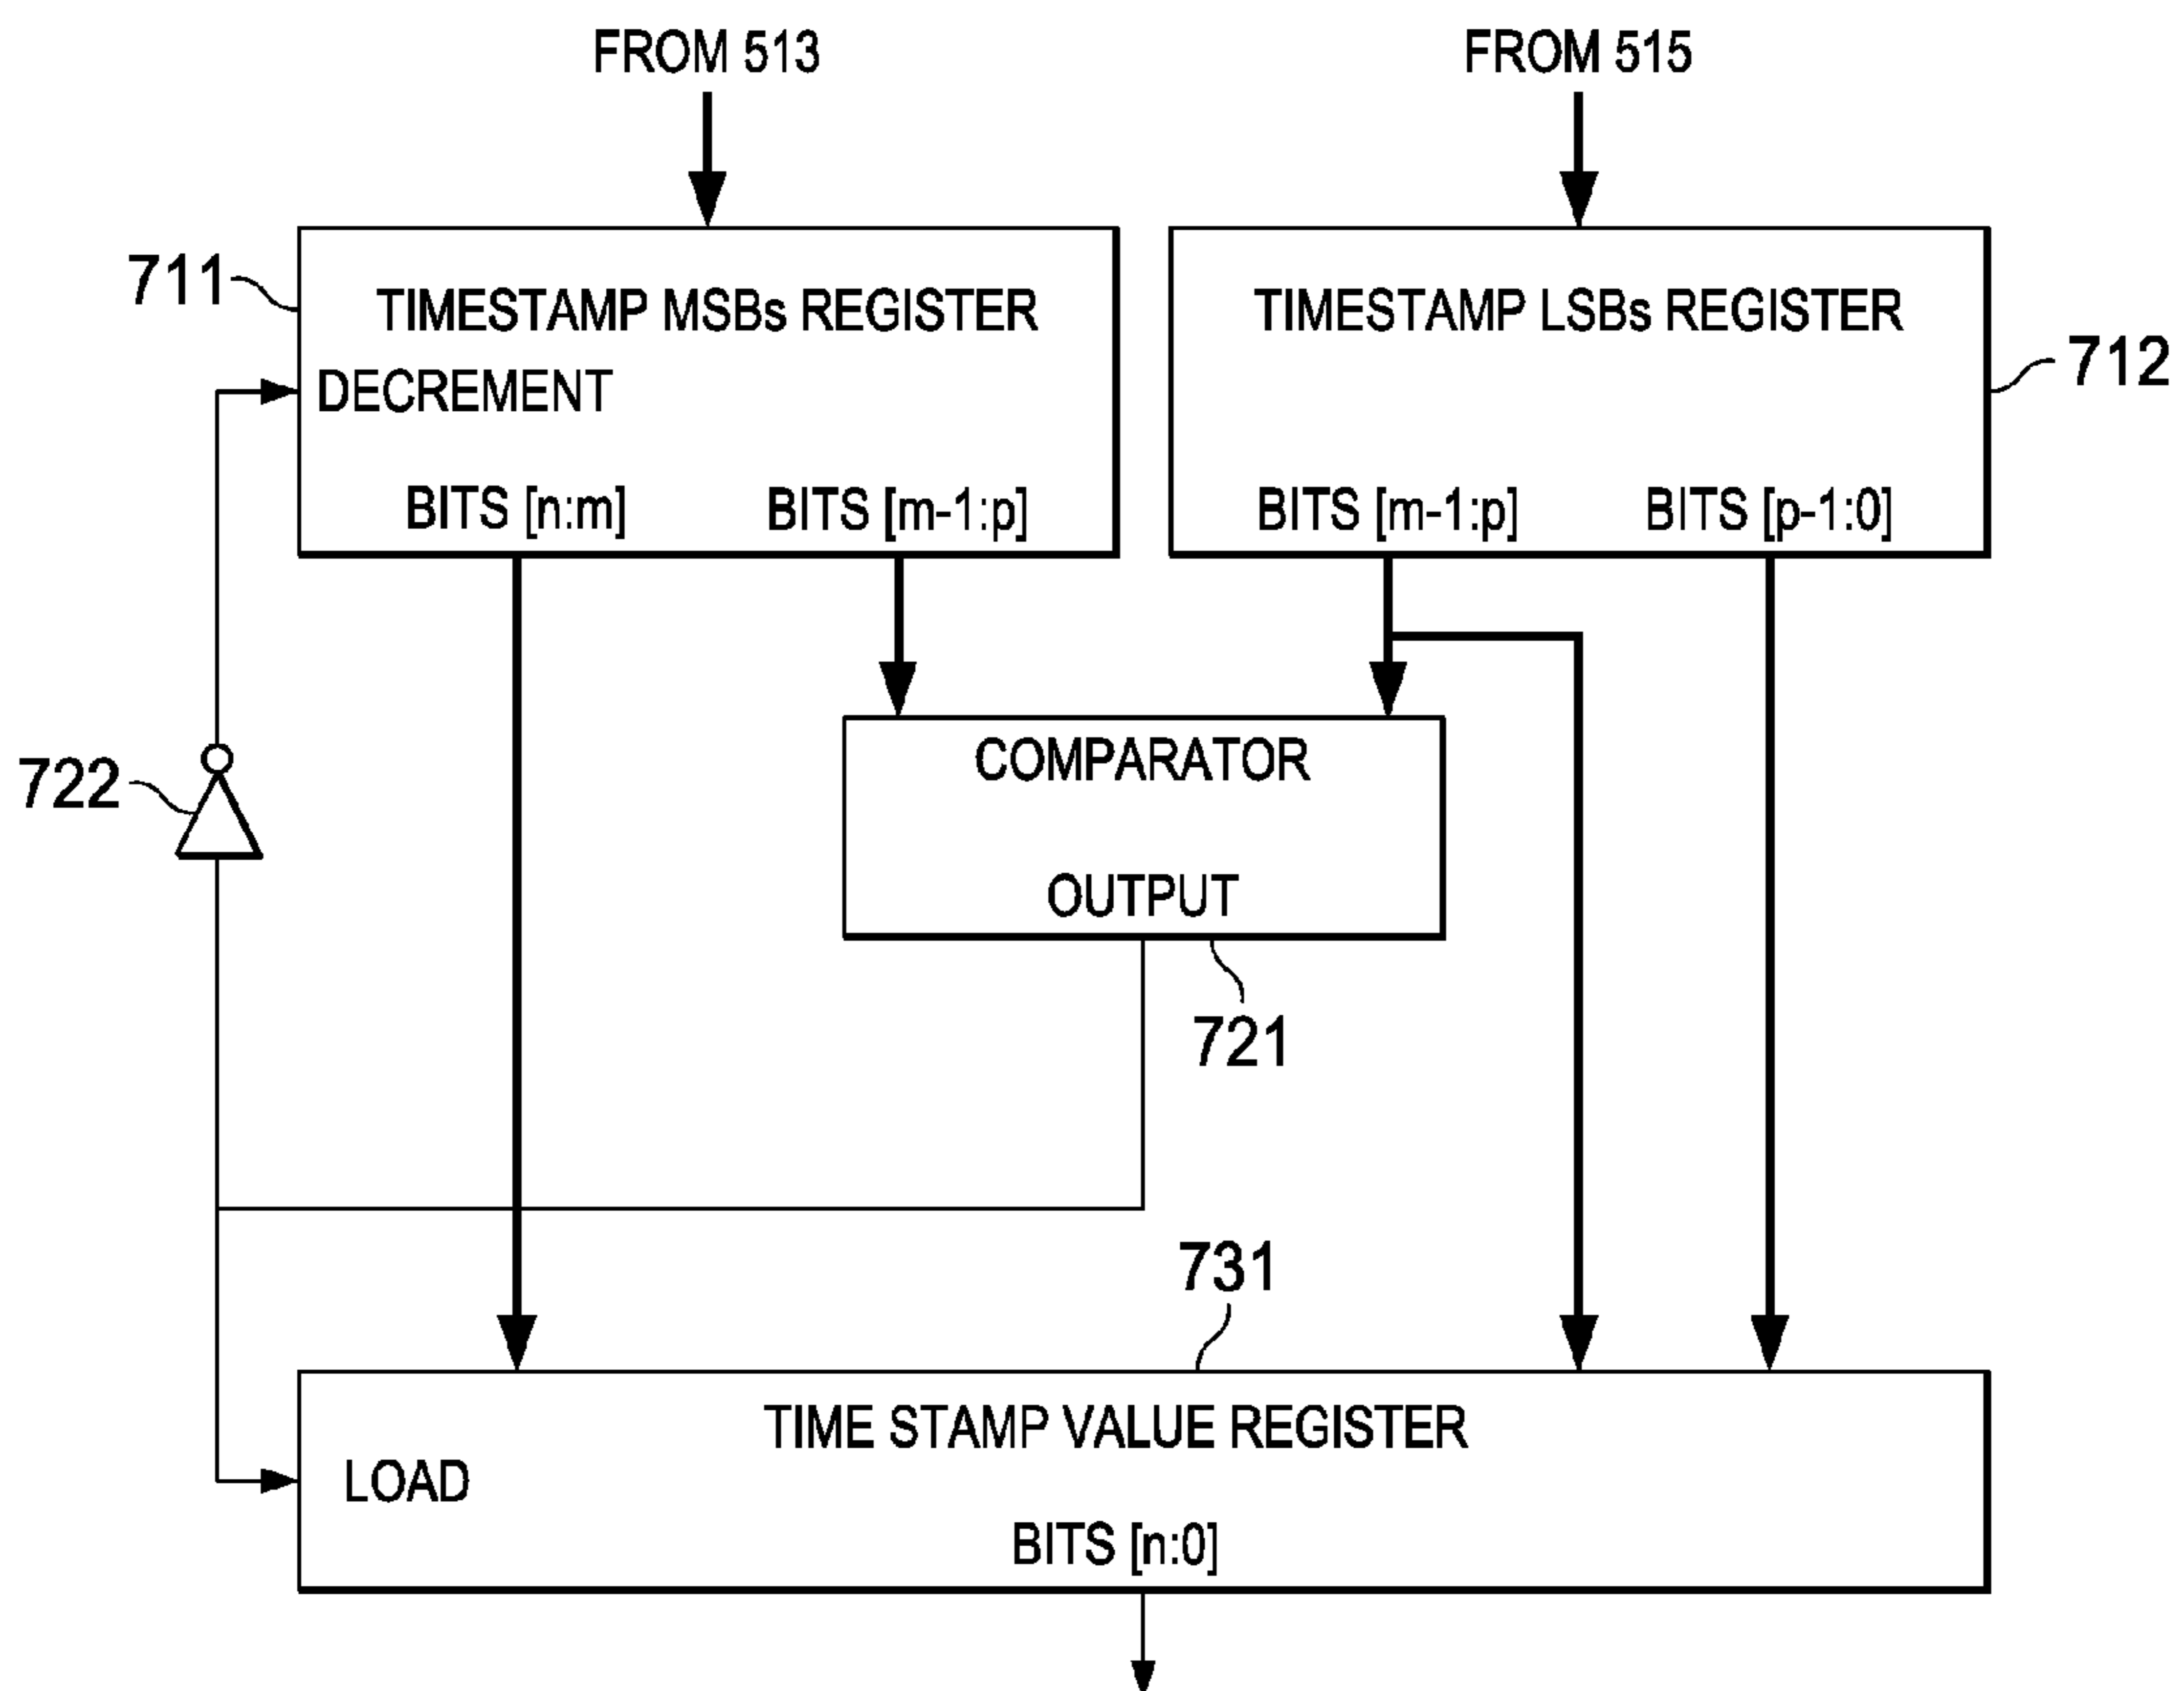 FROM 513
FROM 515
711
TIMESTAMP MSBs REGISTER
DECREMENT
BITS [n:m]
BITS [m-1:p]
TIMESTAMP LSBs REGISTER
712
BITS [m-1:p]
BITS [p-1:0]
722
COMPARATOR
OUTPUT
721
731
TIME STAMP VALUE REGISTER
LOAD
BITS [n:0]